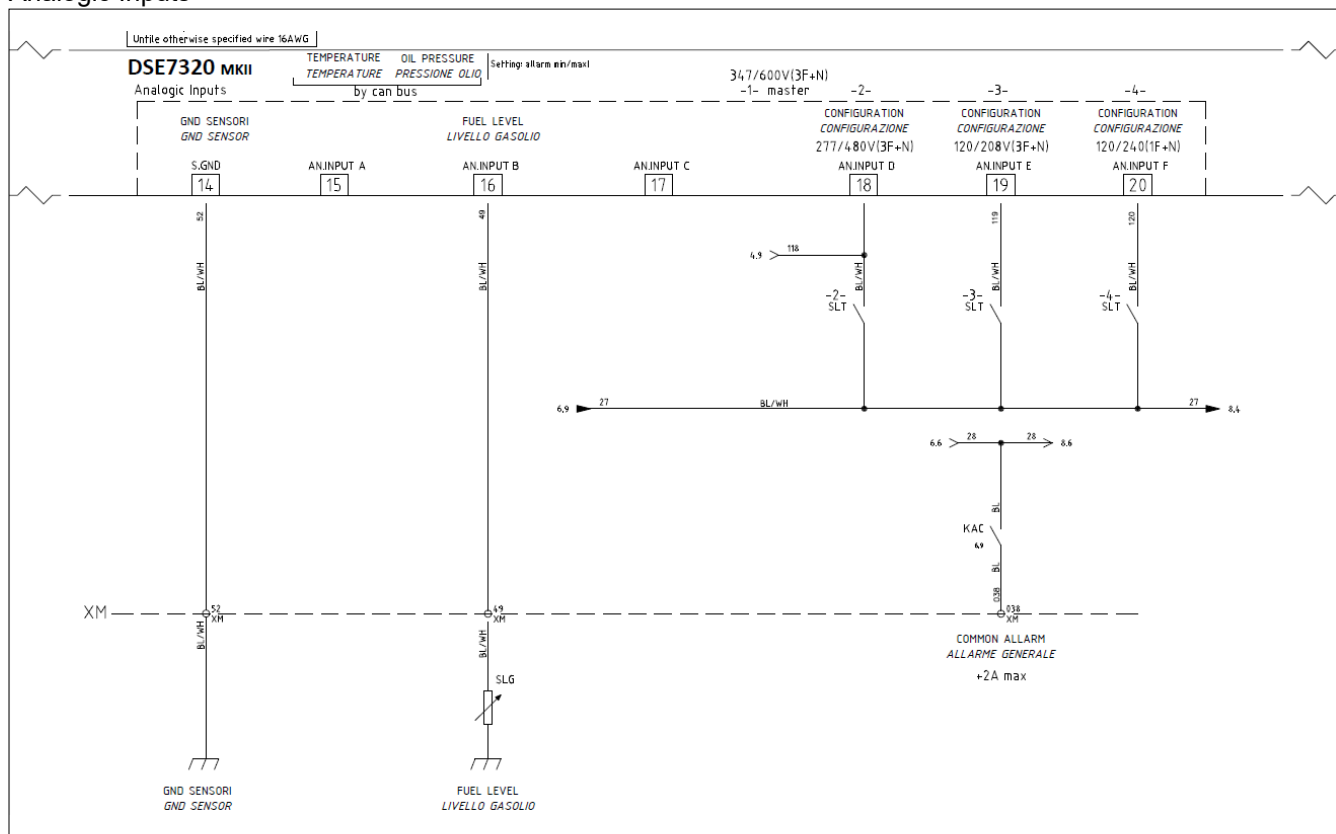 Analogic Inputs
Untile otherwise specified wire 16AWG
DSE7320 MKII
TEMPERATURE OIL PRESSURE
TEMPERATURE PRESSIONE OLIO
Setting: allarm min/maxl
by can bus
Analogic Inputs
347/600V(3F+N)
-1- master
-2-
-3-
-4-
GND SENSORI
GND SENSOR
FUEL LEVEL
LIVELLO GASOLIO
CONFIGURATION
CONFIGURAZIONE
277/480V(3F+N)
CONFIGURATION
CONFIGURAZIONE
120/208V(3F+N)
CONFIGURATION
CONFIGURAZIONE
120/240(1F+N)
S.GND
AN.INPUT A
AN.INPUT B
AN.INPUT C
AN.INPUT D
AN.INPUT E
AN.INPUT F
14
15
16
17
18
19
20
52
49
119
120
4.9
118
BL/WH
BL/WH
BL/WH
BL/WH
BL/WH
-2-
SLT
-3-
SLT
-4-
SLT
6.9
27
BL/WH
27
8.4
6.6
28
28
8.6
BL
KAC
6.9
BL
038
XM
52
XM
49
XM
038
XM
BL/WH
BL/WH
COMMON ALLARM
ALLARME GENERALE
+2A max
SLG
GND SENSORI
GND SENSOR
FUEL LEVEL
LIVELLO GASOLIO